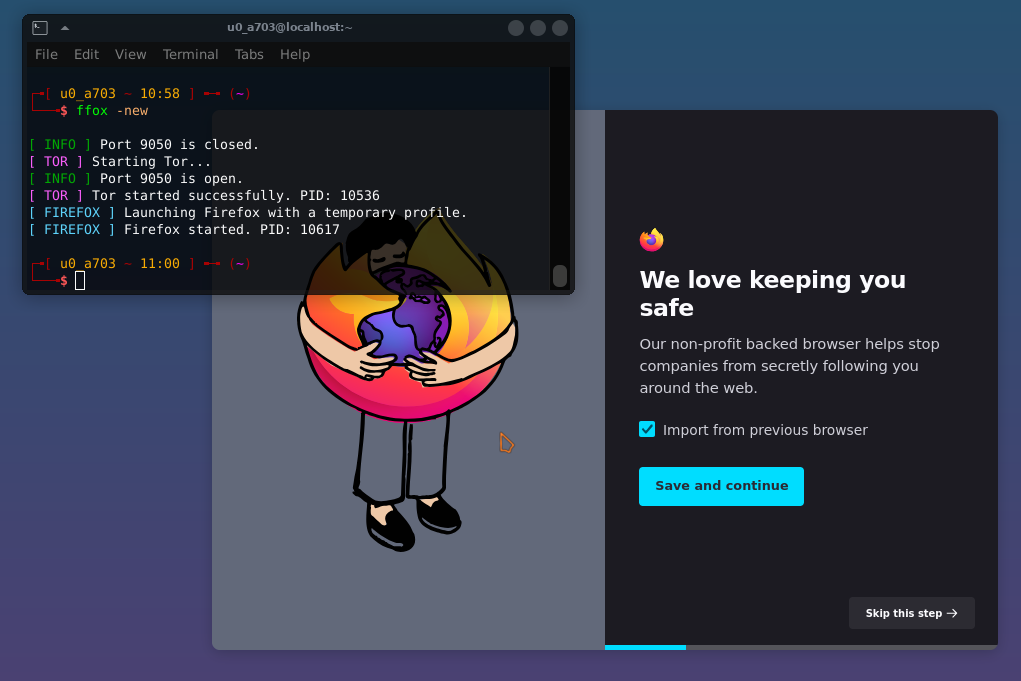 u0_a703@localhost:~
File Edit View Terminal Tabs Help
┌─[ u0_a703 ~ 10:58 ] (~)
└──$ ffox -new
[ INFO ] Port 9050 is closed.
[ TOR ] Starting Tor...
[ INFO ] Port 9050 is open.
[ TOR ] Tor started successfully. PID: 10536
[ FIREFOX ] Launching Firefox with a temporary profile.
[ FIREFOX ] Firefox started. PID: 10617
┌─[ u0_a703 ~ 11:00 ] (~)
└──$
We love keeping you
safe
Our non-profit backed browser helps stop
companies from secretly following you
around the web.
Import from previous browser
Save and continue
Skip this step →